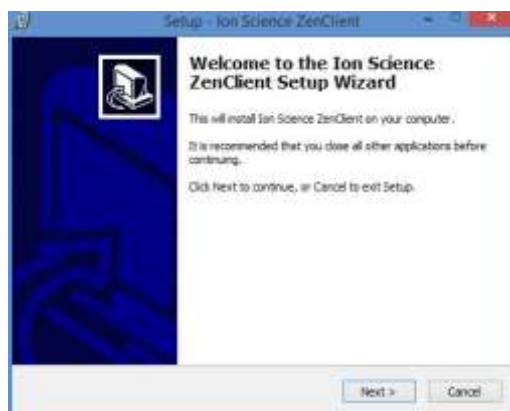 Setup - Ion Science ZenClient
Welcome to the Ion Science
ZenClient Setup Wizard
This will install Ion Science ZenClient on your computer.
It is recommended that you close all other applications before
continuing.
Click Next to continue, or Cancel to exit Setup.
Next > Cancel